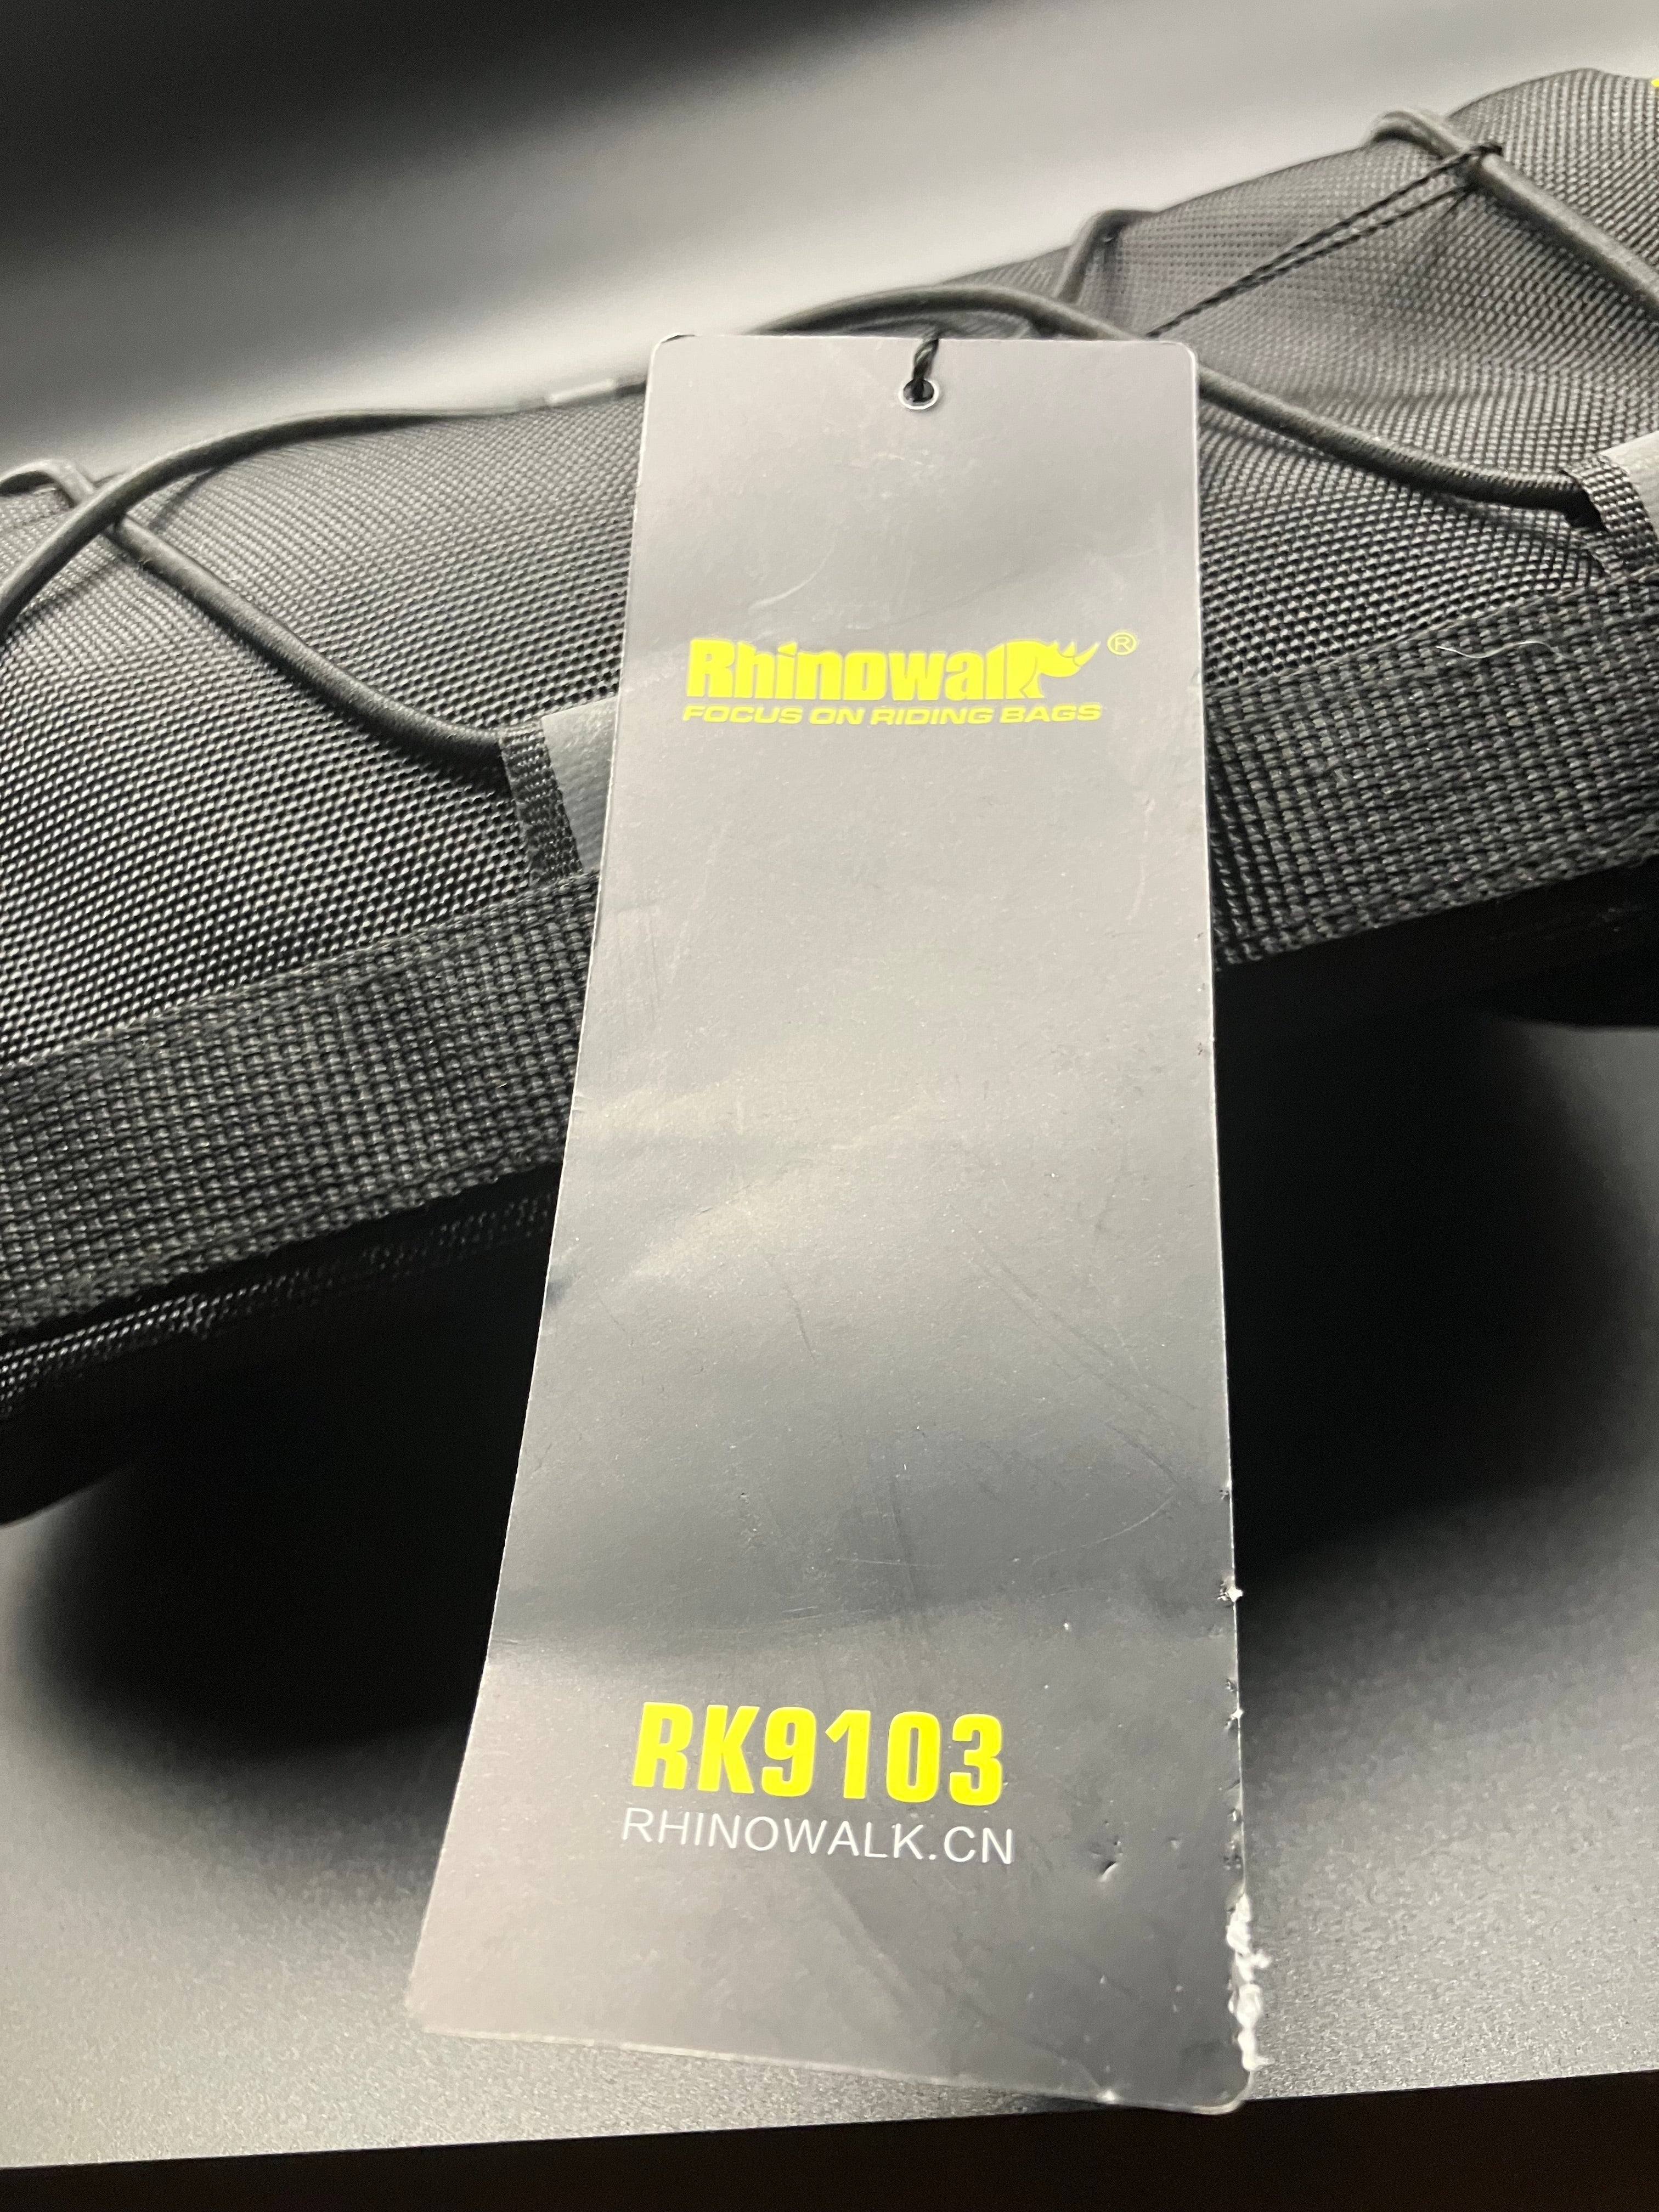 Rhinowalk®
FOCUS ON RIDING BAGS
RK9103
RHINOWALK.CN